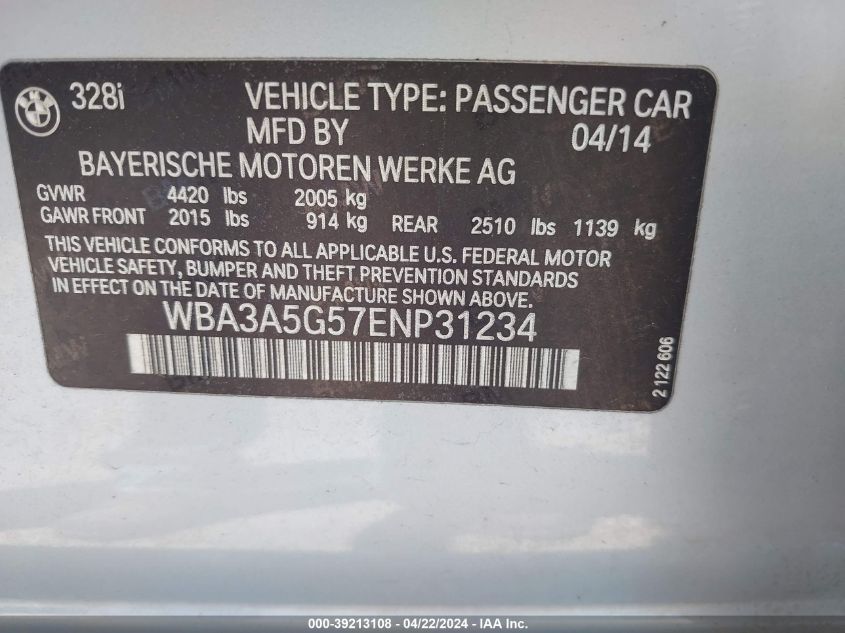 328i VEHICLE TYPE: PASSENGER CAR
MFD BY 04/14
BAYERISCHE MOTOREN WERKE AG
GVWR 4420 lbs 2005 kg
GAWR FRONT 2015 lbs 914 kg REAR 2510 lbs 1139 kg
THIS VEHICLE CONFORMS TO ALL APPLICABLE U.S. FEDERAL MOTOR
VEHICLE SAFETY, BUMPER AND THEFT PREVENTION STANDARDS
IN EFFECT ON THE DATE OF MANUFACTURE SHOWN ABOVE.
WBA3A5G57ENP31234
2 122 606
000-39213108 - 04/22/2024 - IAA Inc.